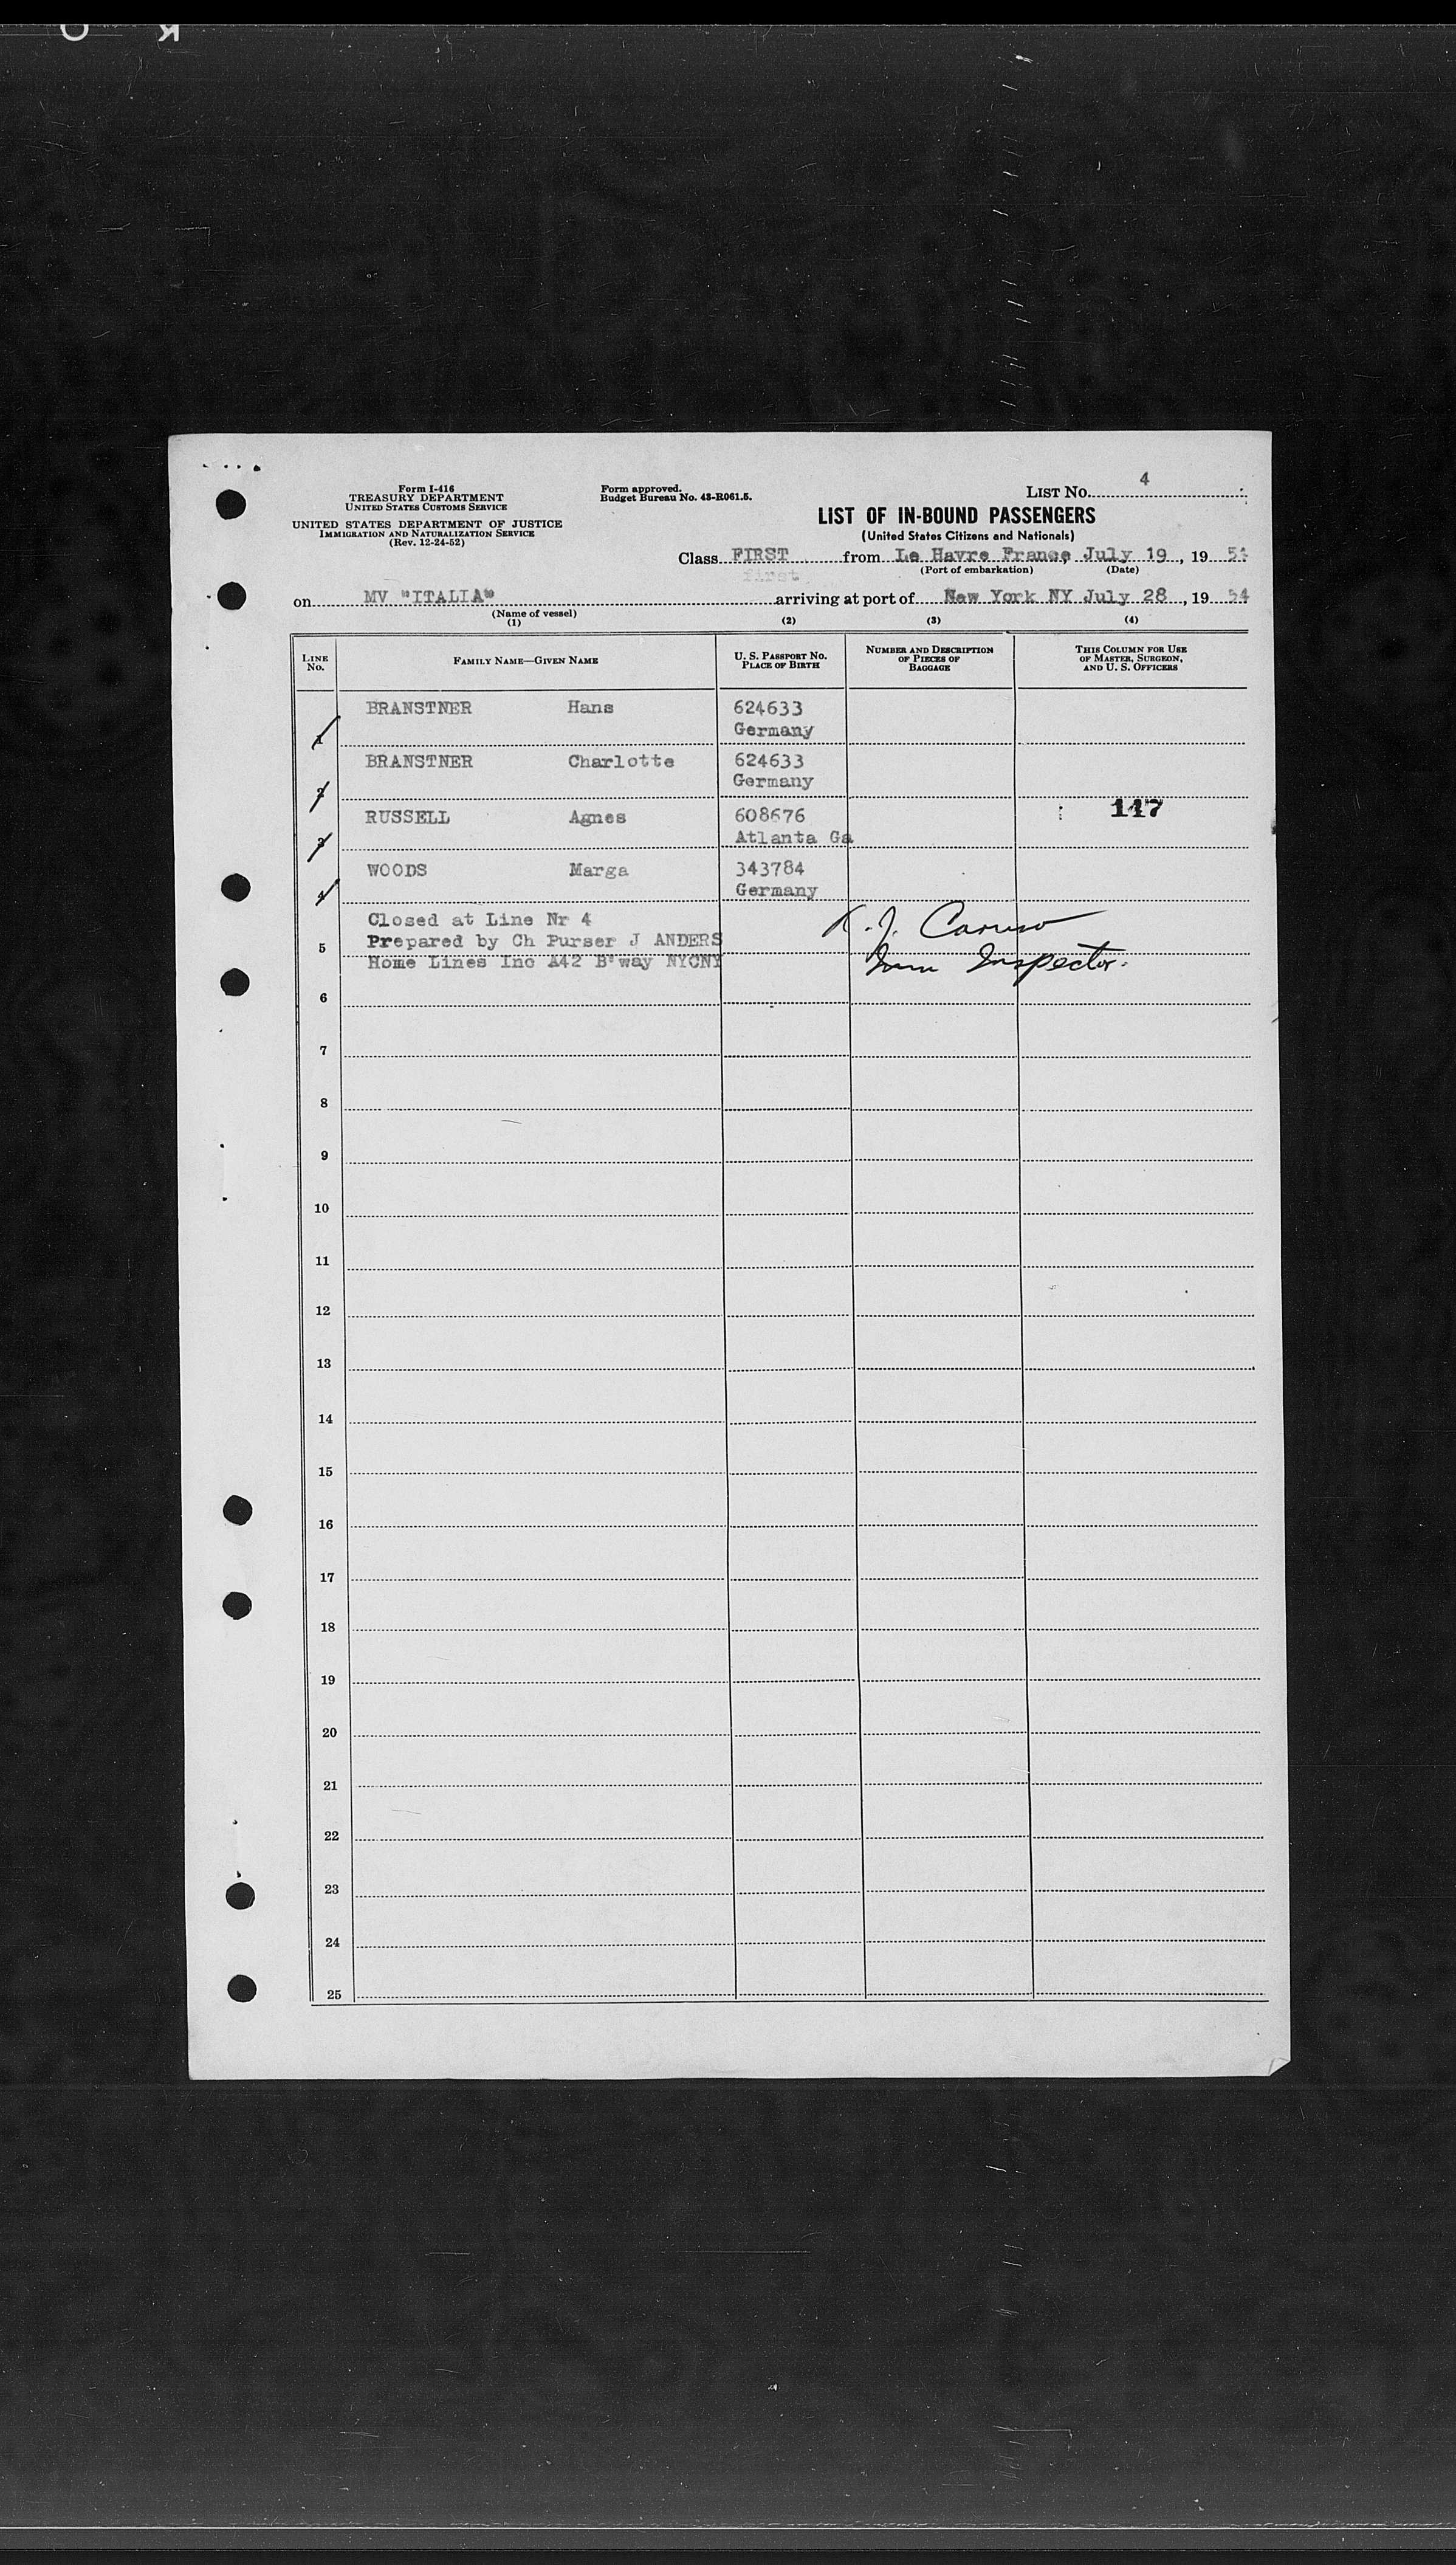 Form I-416
TREASURY DEPARTMENT
UNITED STATES CUSTOMS SERVICE
UNITED STATES DEPARTMENT OF JUSTICE
IMMIGRATION AND NATURALIZATION SERVICE
(Rev. 12-24-52)
Form approved.
Budget Bureau No. 43-R061.5.
LIST No. 4
LIST OF IN-BOUND PASSENGERS
(United States Citizens and Nationals)
Class FIRST from Le Havre France, July 19, 19 54
first (Port of embarkation) (Date)
on MV "ITALIA" arriving at port of New York NY July 28, 19 54
(Name of vessel)
(1) (2) (3) (4)
LINE No. FAMILY NAME—GIVEN NAME U. S. PASSPORT No. PLACE OF BIRTH NUMBER AND DESCRIPTION OF PIECES OF BAGGAGE THIS COLUMN FOR USE OF MASTER, SURGEON, AND U. S. OFFICERS
1 BRANSTNER Hans 624633
Germany
2 BRANSTNER Charlotte 624633
Germany
3 RUSSELL Agnes 608676 147
Atlanta Ga
4 WOODS Marga 343784
Germany
Closed at Line Nr 4
5 Prepared by Ch Purser J ANDERS
Home Lines Inc A42 B'way NYCNY
Caruso
Imm Inspector.
6
7
8
9
10
11
12
13
14
15
16
17
18
19
20
21
22
23
24
25